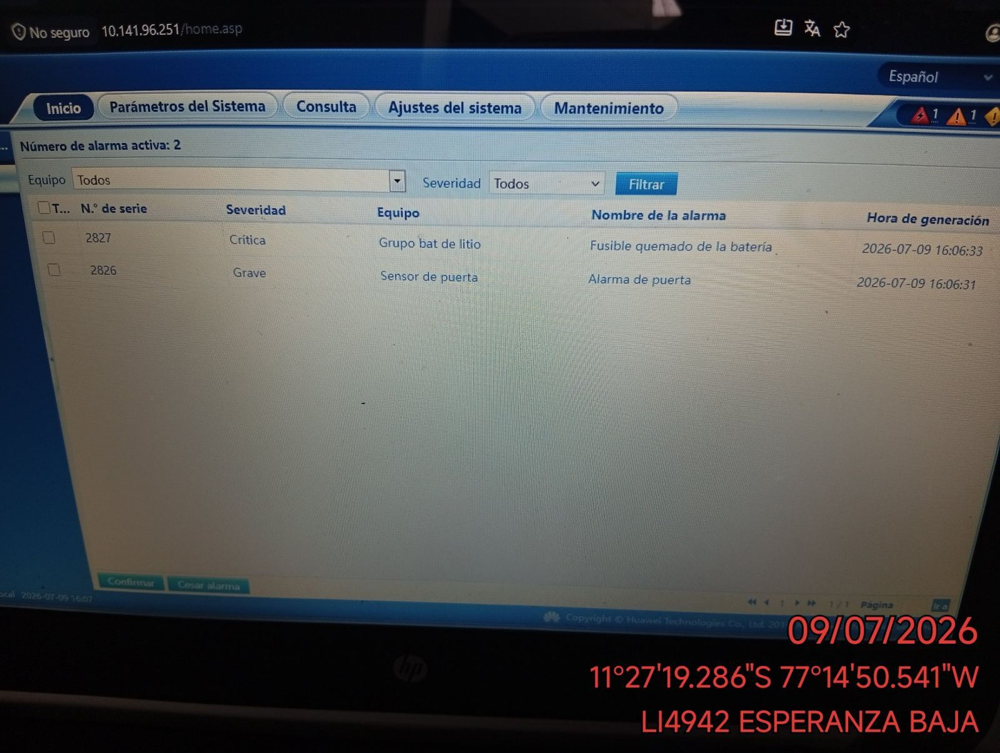 No seguro 10.141.96.251/home.asp
Español
Inicio Parámetros del Sistema Consulta Ajustes del sistema Mantenimiento 1 1
... Número de alarma activa: 2
Equipo Todos Severidad Todos Filtrar
T... N.° de serie Severidad Equipo Nombre de la alarma Hora de generación
2827 Crítica Grupo bat de litio Fusible quemado de la batería 2026-07-09 16:06:33
2826 Grave Sensor de puerta Alarma de puerta 2026-07-09 16:06:31
Confirmar Cesar alarma
1 1 / 1 Página Ir a
ocal 2026-07-09 16:07
Copyright © Huawei Technologies Co., Ltd. 201
hp
09/07/2026
11°27'19.286"S 77°14'50.541"W
LI4942 ESPERANZA BAJA